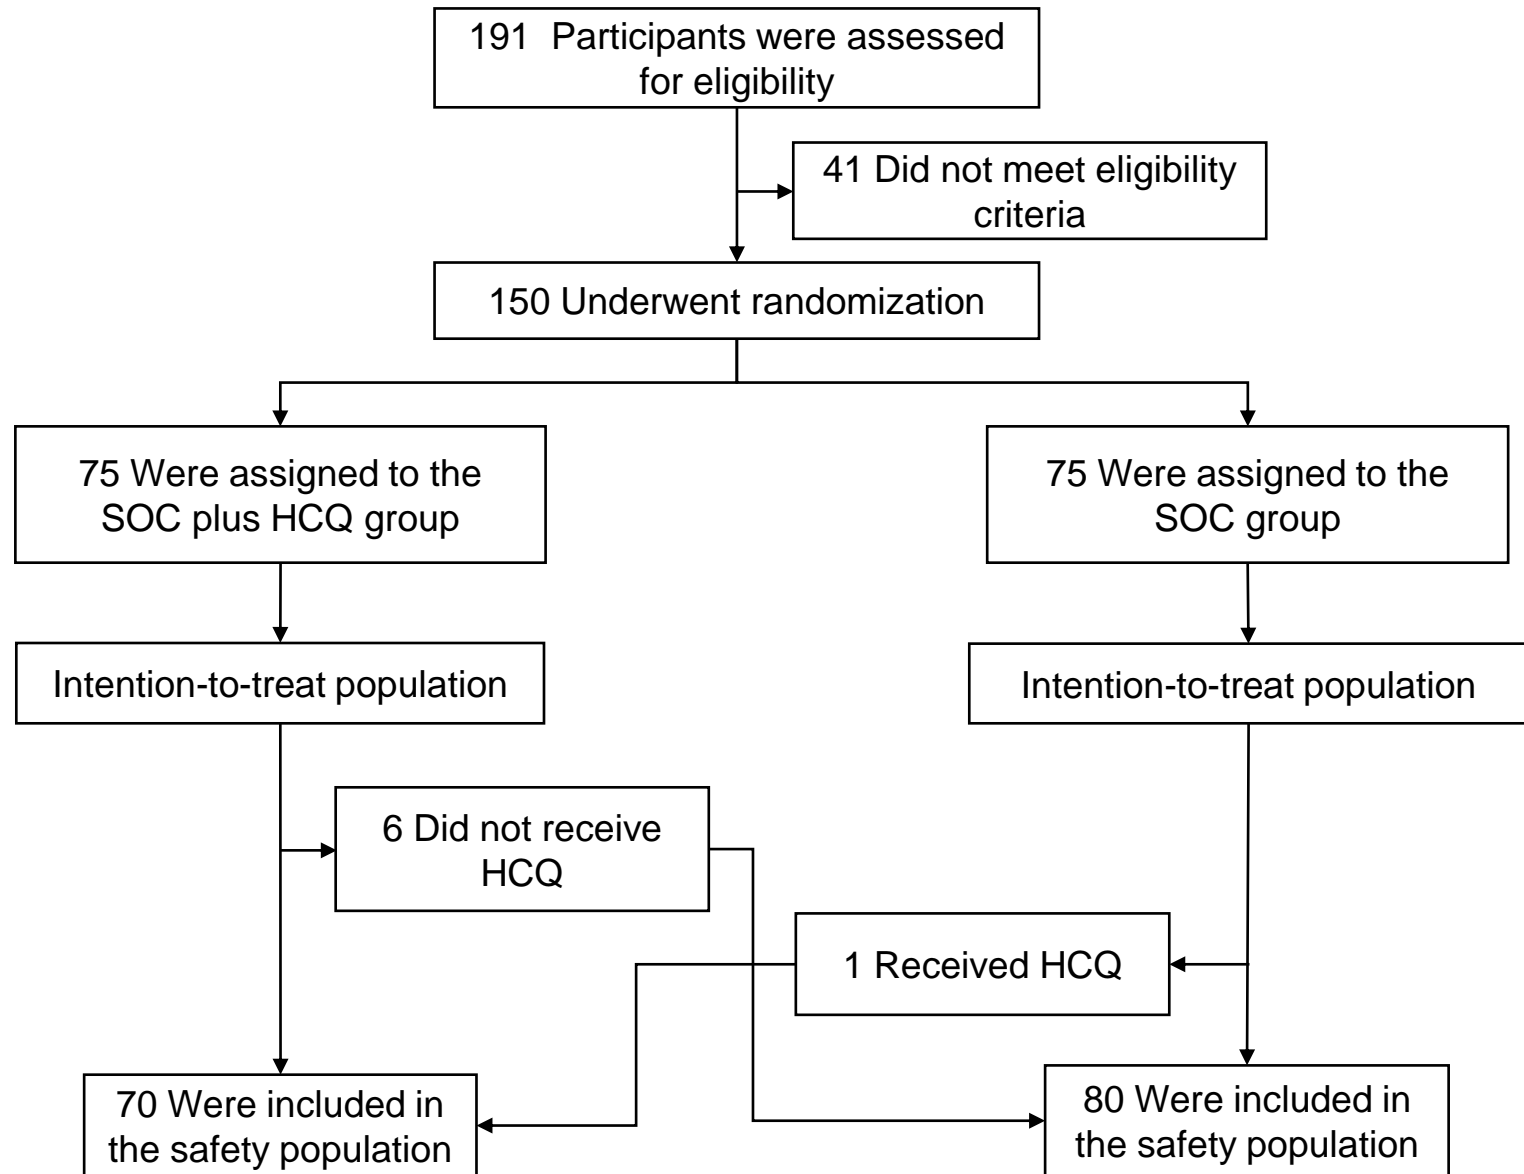 191 Participants were assessed
for eligibility
41 Did not meet eligibility
criteria
150 Underwent randomization
75 Were assigned to the
SOC plus HCQ group
75 Were assigned to the
SOC group
Intention-to-treat population
Intention-to-treat population
6 Did not receive
HCQ
1 Received HCQ
70 Were included in
the safety population
80 Were included in
the safety population